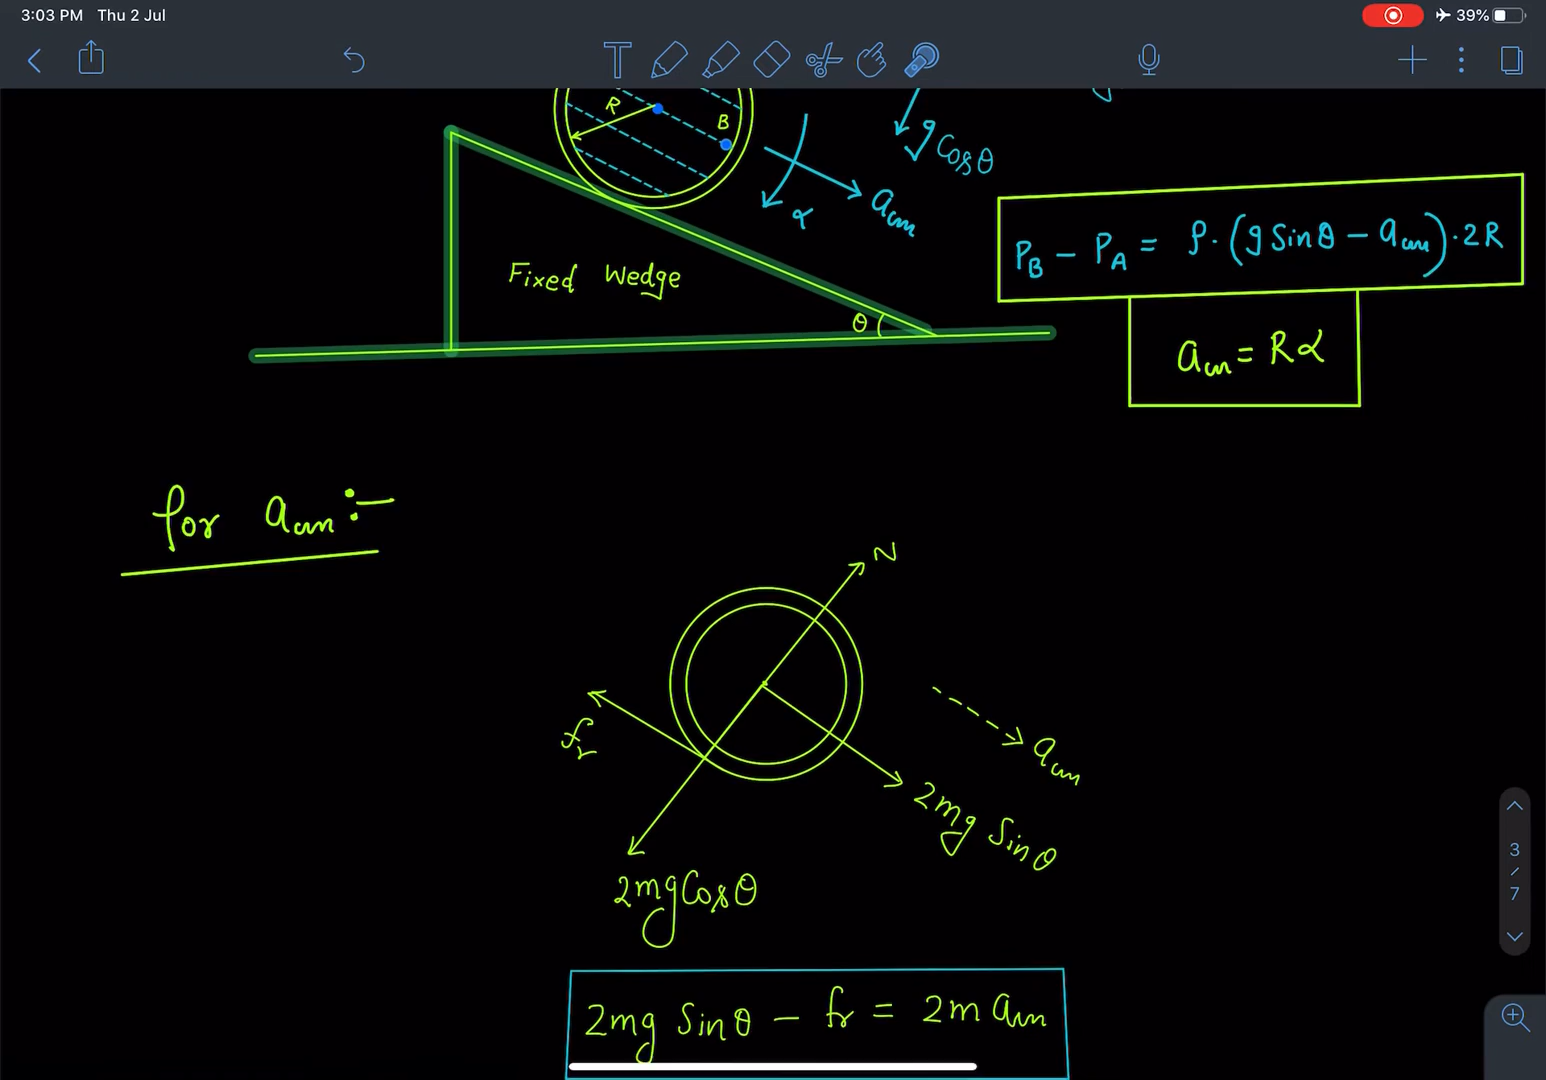 3:03 PM Thu 2 Jul
39%
T
R
B
g Cosθ
α
a_cm
P_B - P_A = ρ·(g Sinθ - a_cm)·2R
Fixed Wedge
θ
a_cm = Rα
for a_cm :-
N
f_r
a_cm
2mg Sinθ
2mg Cosθ
3
7
2mg Sinθ - f_r = 2m a_cm